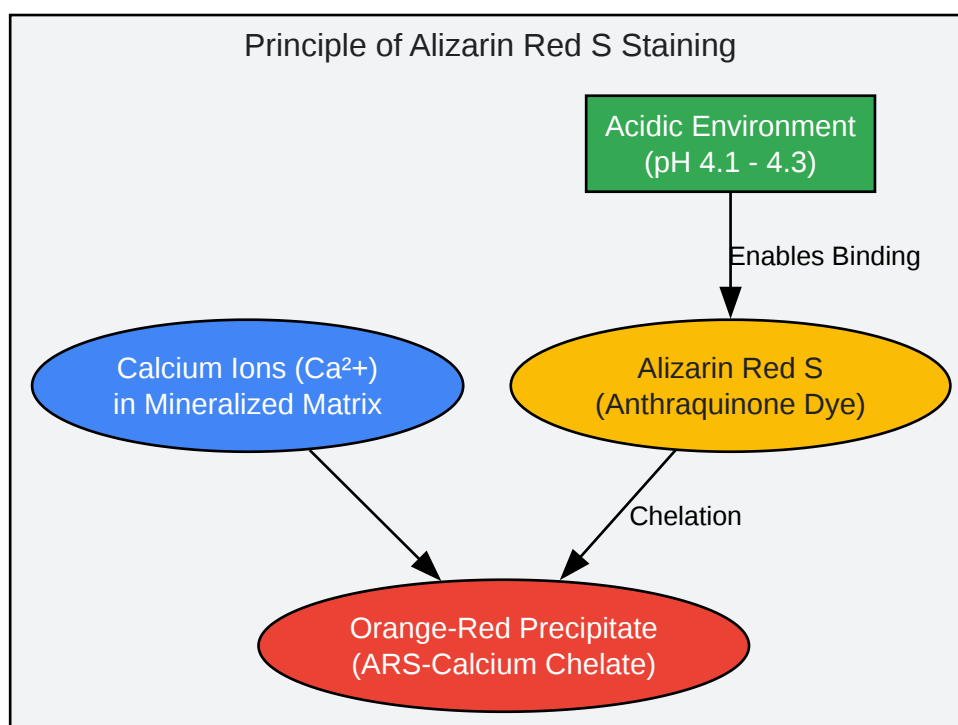 Principle of Alizarin Red S Staining
Acidic Environment
(pH 4.1 - 4.3)
Enables Binding
Calcium Ions (Ca²+)
in Mineralized Matrix
Alizarin Red S
(Anthraquinone Dye)
Chelation
Orange-Red Precipitate
(ARS-Calcium Chelate)